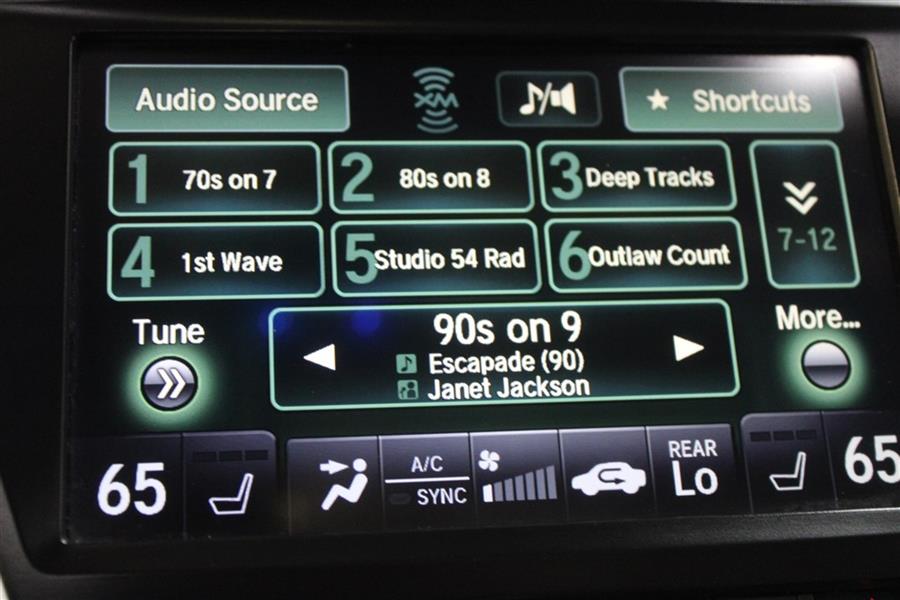 Audio Source
XM
Shortcuts
1 70s on 7
2 80s on 8
3 Deep Tracks
7-12
4 1st Wave
5 Studio 54 Rad
6 Outlaw Count
Tune
90s on 9
Escapade (90)
Janet Jackson
More...
65
A/C
SYNC
REAR
Lo
65